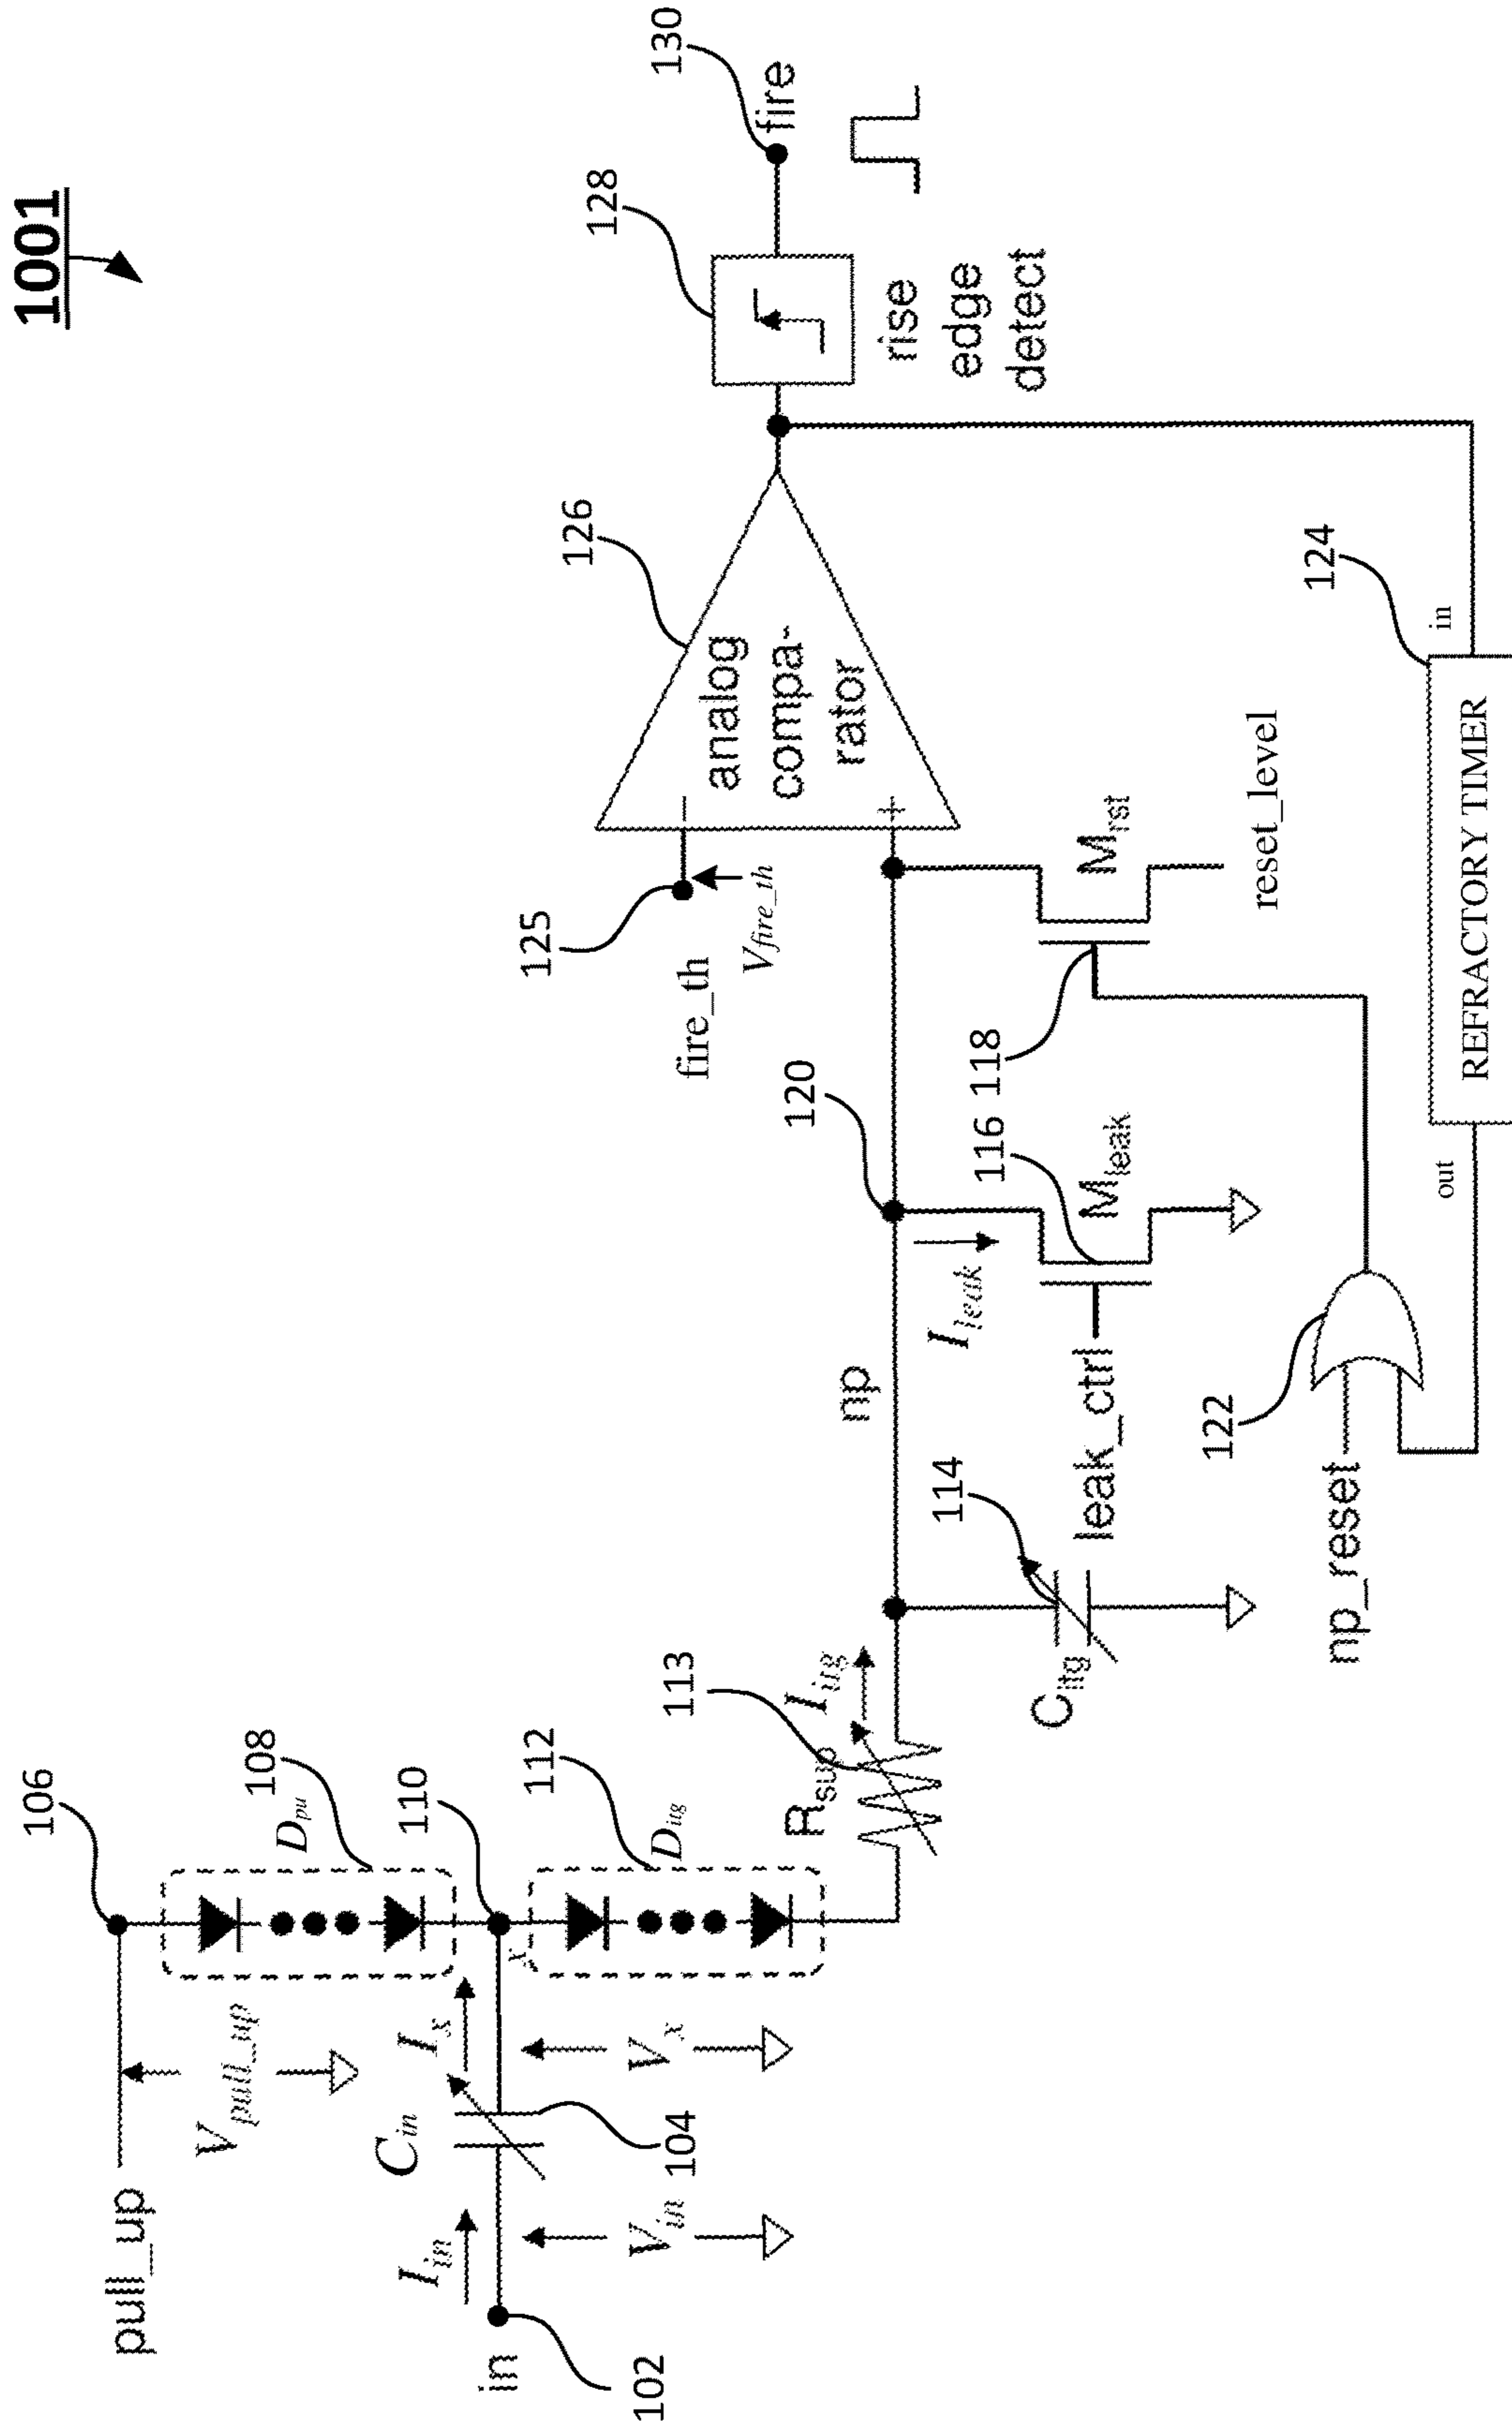 1001
106
pull_up
V_pull_up
D_pu
108
C_in
I_x
110
x
I_in
in
102
V_in
104
V_x
112
D_itg
R_sup
113
I_itg
np
120
C_itg
114
I_leak
leak_ctrl
116
M_leak
118
M_rst
reset_level
125
fire_th
V_fire_th
126
analog
compa-
rator
−
+
128
rise
edge
detect
130
fire
np_reset
122
out
REFRACTORY TIMER
in
124